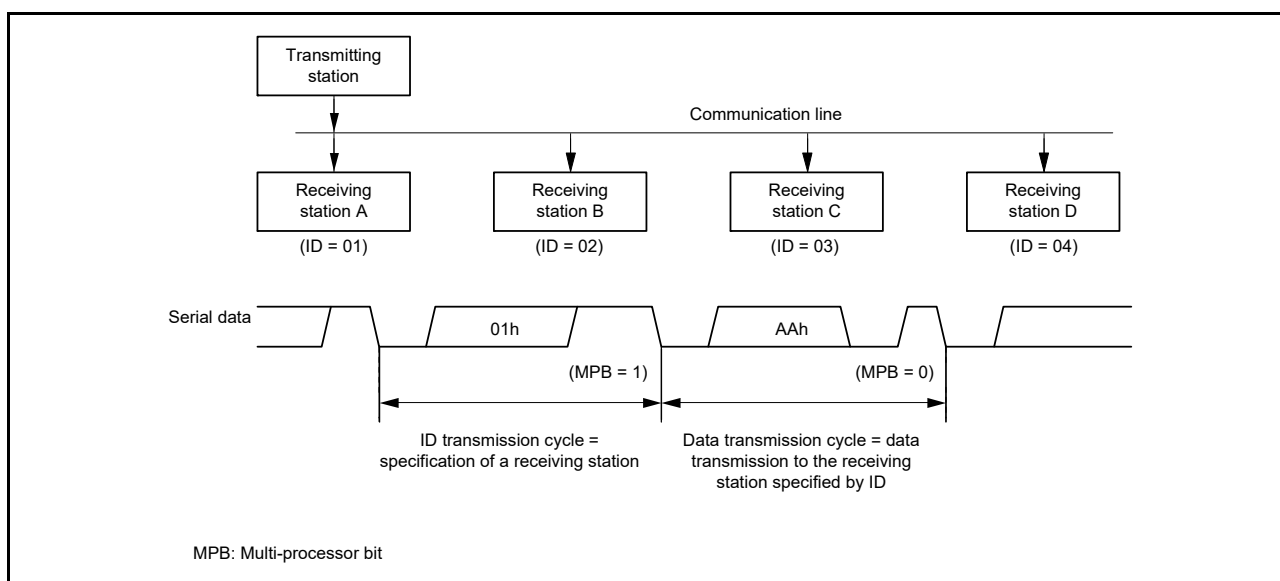 Transmitting
station
Communication line
Receiving
station A
Receiving
station B
Receiving
station C
Receiving
station D
(ID = 01)
(ID = 02)
(ID = 03)
(ID = 04)
Serial data
01h
AAh
(MPB = 1)
(MPB = 0)
ID transmission cycle =
specification of a receiving station
Data transmission cycle = data
transmission to the receiving
station specified by ID
MPB: Multi-processor bit